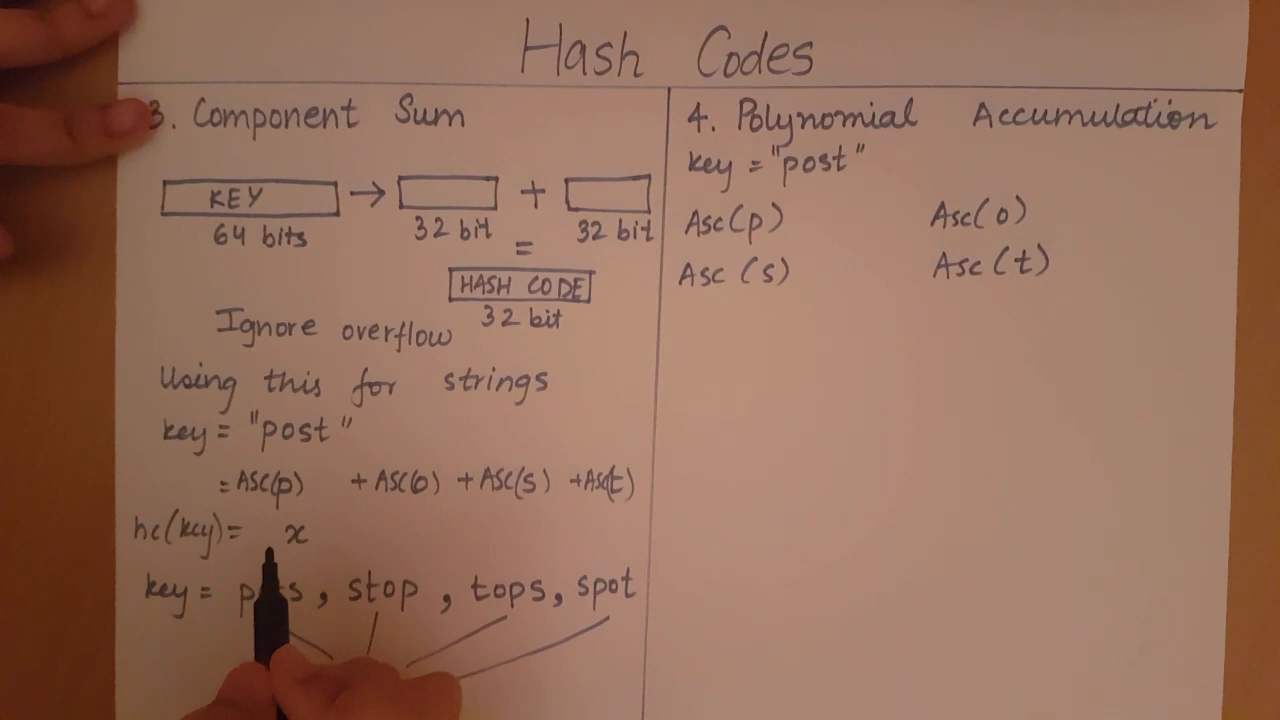 Hash Codes
3. Component Sum
KEY → + 
64 bits 32 bit 32 bit
=
HASH CODE
32 bit
Ignore overflow
Using this for strings
key = "post"
= ASC(p) + ASC(o) + ASC(s) + Asc(t)
hc(key) = x
key = , stop , tops, spot
4. Polynomial Accumulation
key = "post"
Asc(p) Asc(o)
Asc (s) Asc (t)